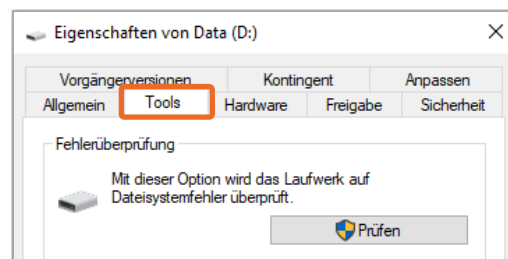 Eigenschaften von Data (D:)
Vorgängerversionen Kontingent Anpassen
Allgemein Tools Hardware Freigabe Sicherheit
Fehlerüberprüfung
Mit dieser Option wird das Laufwerk auf
Dateisystemfehler überprüft.
Prüfen